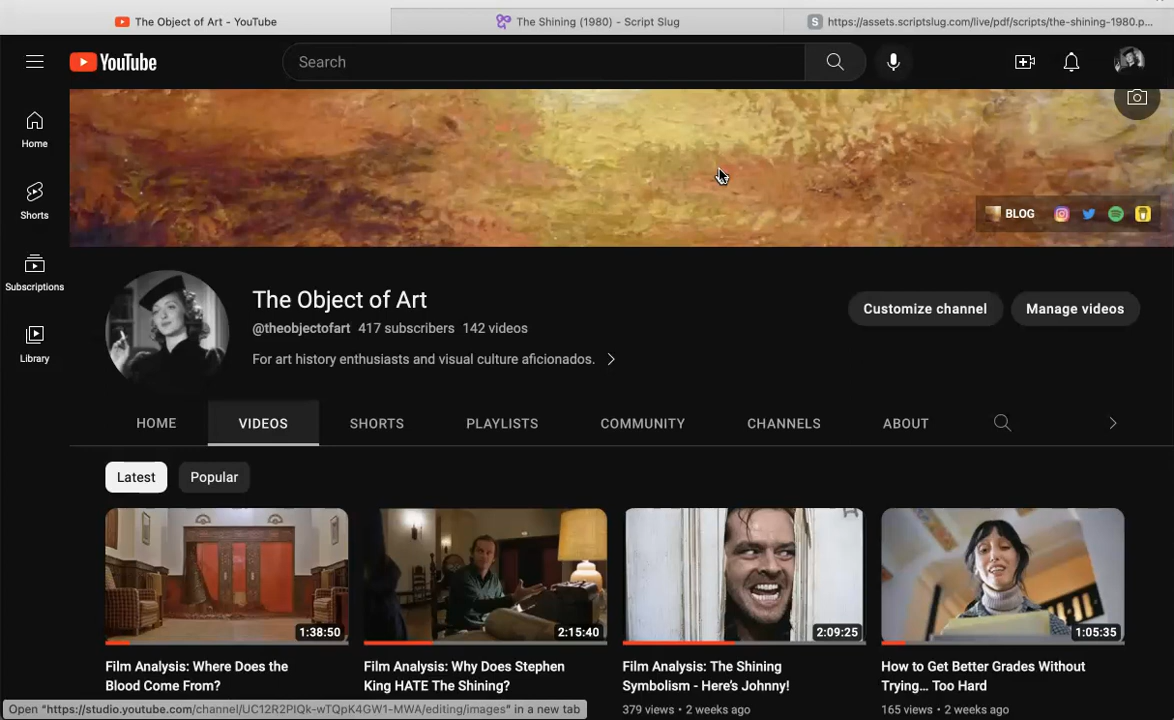 The Object of Art - YouTube
The Shining (1980) - Script Slug
S https://assets.scriptslug.com/live/pdf/scripts/the-shining-1980.p...
YouTube
Search
Home
Shorts
Subscriptions
Library
BLOG
The Object of Art
@theobjectofart 417 subscribers 142 videos
For art history enthusiasts and visual culture aficionados.
Customize channel
Manage videos
HOME
VIDEOS
SHORTS
PLAYLISTS
COMMUNITY
CHANNELS
ABOUT
Latest
Popular
1:38:50
2:15:40
2:09:25
1:05:35
Film Analysis: Where Does the
Blood Come From?
Film Analysis: Why Does Stephen
King HATE The Shining?
Film Analysis: The Shining
Symbolism - Here's Johnny!
379 views • 2 weeks ago
How to Get Better Grades Without
Trying... Too Hard
165 views • 2 weeks ago
Open "https://studio.youtube.com/channel/UC12R2PIQk-wTQpK4GW1-MWA/editing/images" in a new tab